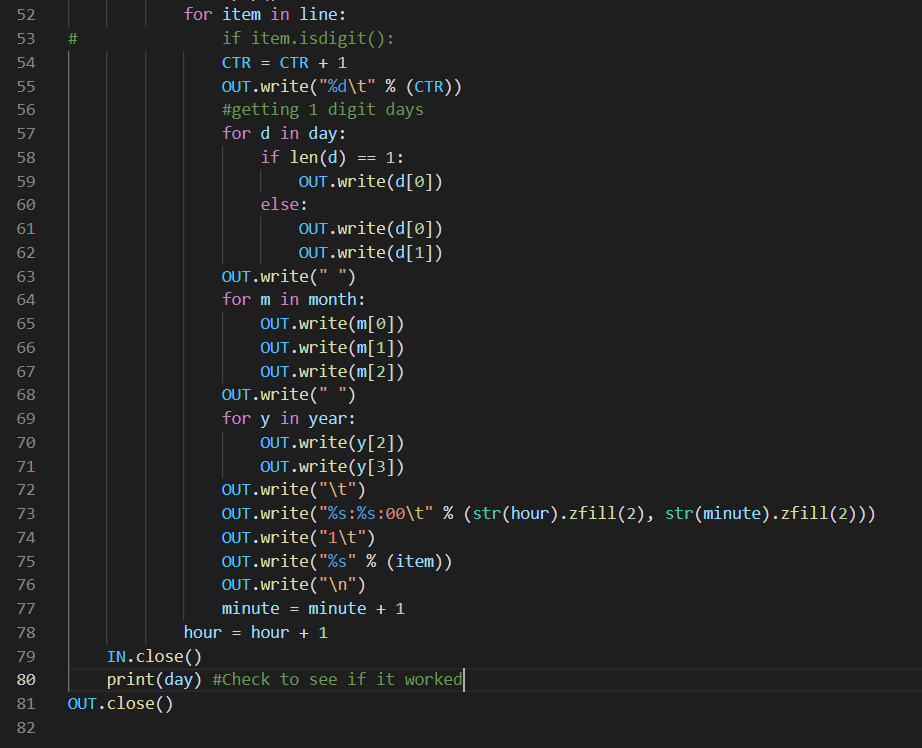 52 for item in line:
53 # if item.isdigit():
54 CTR = CTR + 1
55 OUT.write("%d\t" % (CTR))
56 #getting 1 digit days
57 for d in day:
58 if len(d) == 1:
59 OUT.write(d[0])
60 else:
61 OUT.write(d[0])
62 OUT.write(d[1])
63 OUT.write(" ")
64 for m in month:
65 OUT.write(m[0])
66 OUT.write(m[1])
67 OUT.write(m[2])
68 OUT.write(" ")
69 for y in year:
70 OUT.write(y[2])
71 OUT.write(y[3])
72 OUT.write("\t")
73 OUT.write("%s:%s:00\t" % (str(hour).zfill(2), str(minute).zfill(2)))
74 OUT.write("1\t")
75 OUT.write("%s" % (item))
76 OUT.write("\n")
77 minute = minute + 1
78 hour = hour + 1
79 IN.close()
80 print(day) #Check to see if it worked
81 OUT.close()
82